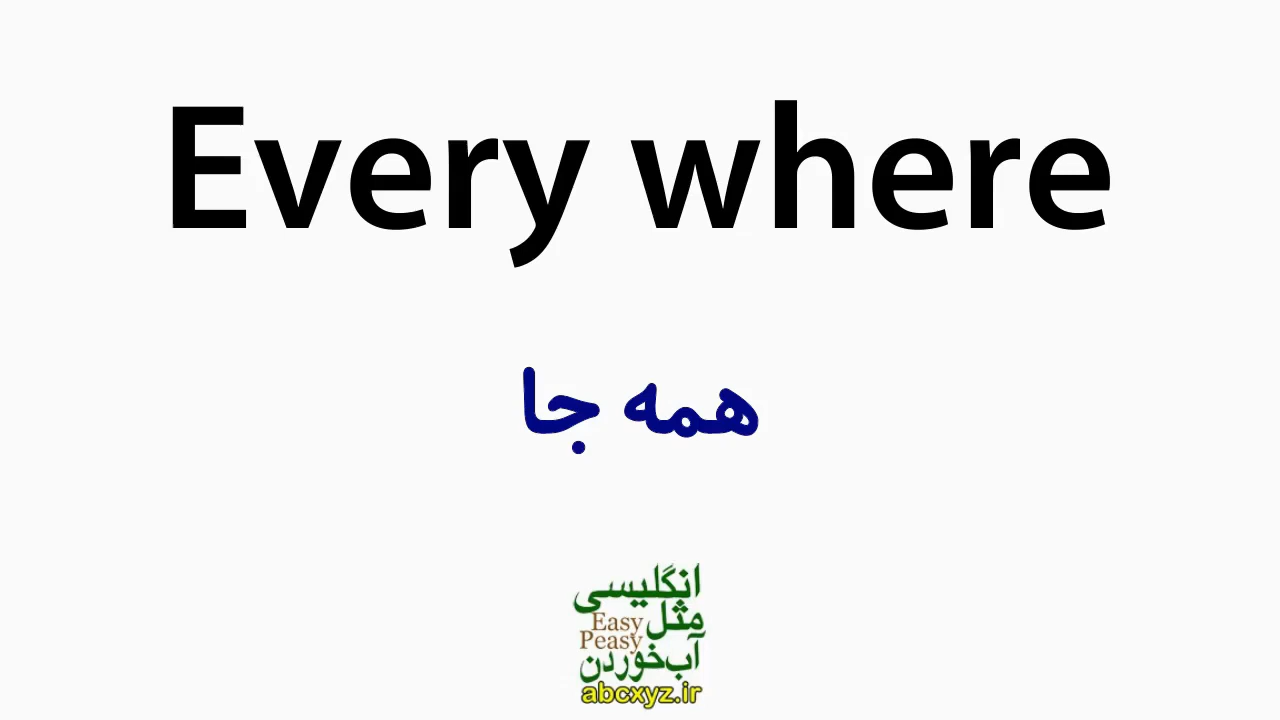 Every where
همه جا
انگلیسی
مثل
Easy
Peasy
آب‌خوردن
abcxyz.ir